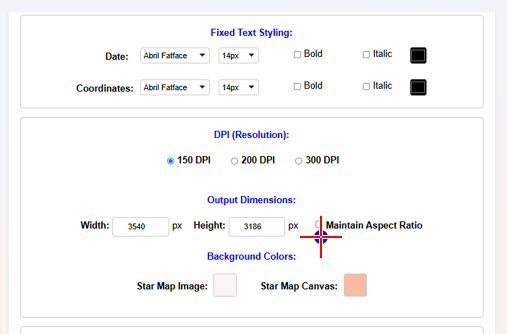 Fixed Text Styling:
Date: Abril Fatface 14px Bold Italic
Coordinates: Abril Fatface 14px Bold Italic
DPI (Resolution):
150 DPI 200 DPI 300 DPI
Output Dimensions:
Width: 3540 px Height: 3186 px Maintain Aspect Ratio
Background Colors:
Star Map Image: Star Map Canvas: